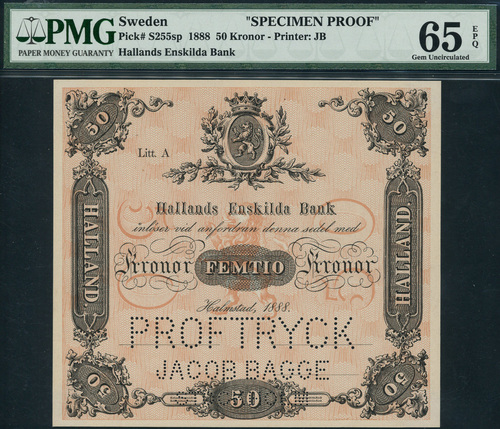 PMG
PAPER MONEY GUARANTY
Sweden "SPECIMEN PROOF"
Pick# S255sp 1888 50 Kronor - Printer: JB
Hallands Enskilda Bank
65 EPQ
Gem Uncirculated
50 50
Litt. A
Hallands Enskilda Bank
inlöser vid anfordran denna sedel med
Kronor FEMTIO Kronor
HALLAND HALLAND
Halmstad, 1888.
PROFTRYCK
JACOB BAGGE
50 50 50